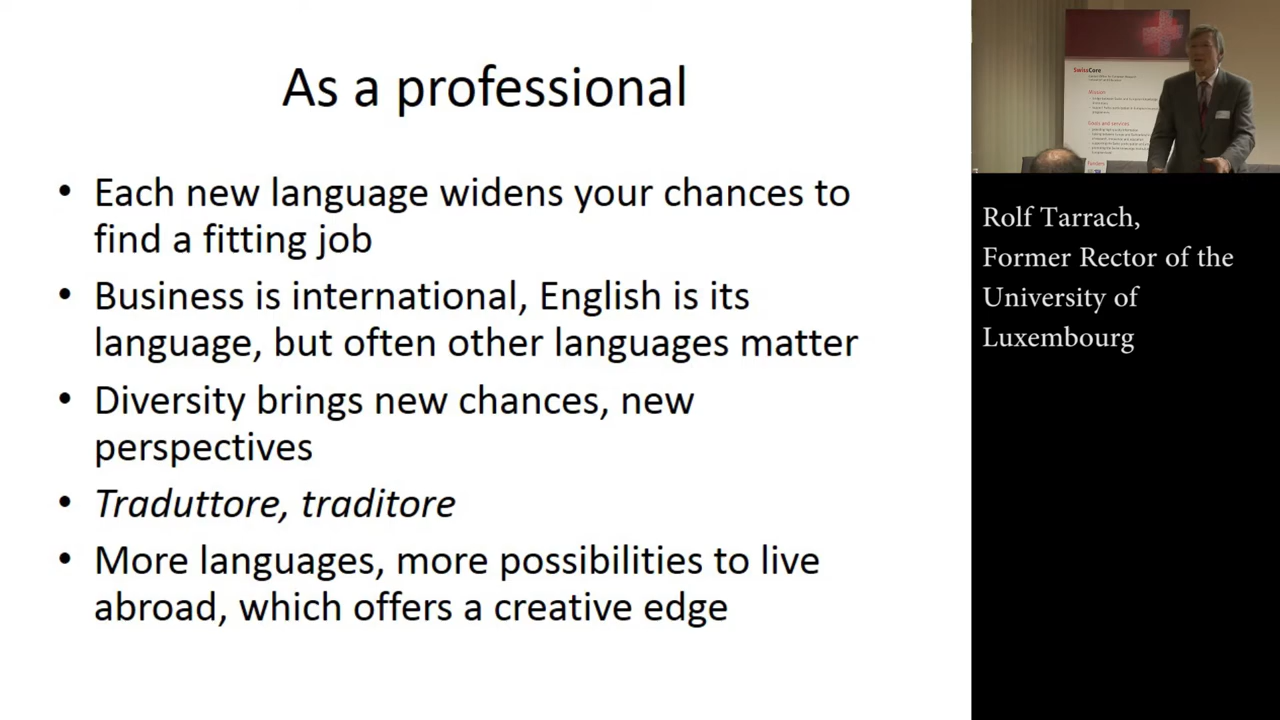 As a professional
• Each new language widens your chances to
find a fitting job
• Business is international, English is its
language, but often other languages matter
• Diversity brings new chances, new
perspectives
• Traduttore, traditore
• More languages, more possibilities to live
abroad, which offers a creative edge
SwissCore
Mission
Rolf Tarrach,
Former Rector of the
University of
Luxembourg